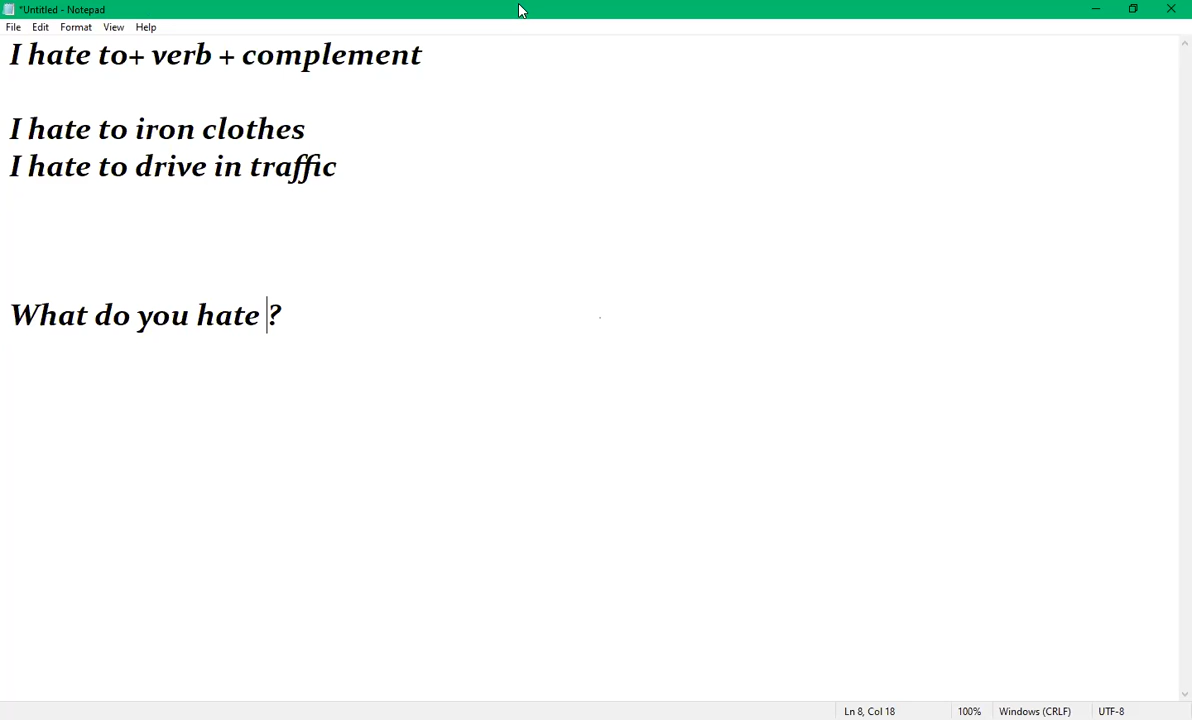 *Untitled - Notepad
File Edit Format View Help
I hate to+ verb + complement
I hate to iron clothes
I hate to drive in traffic
What do you hate ?
Ln 8, Col 18 100% Windows (CRLF) UTF-8